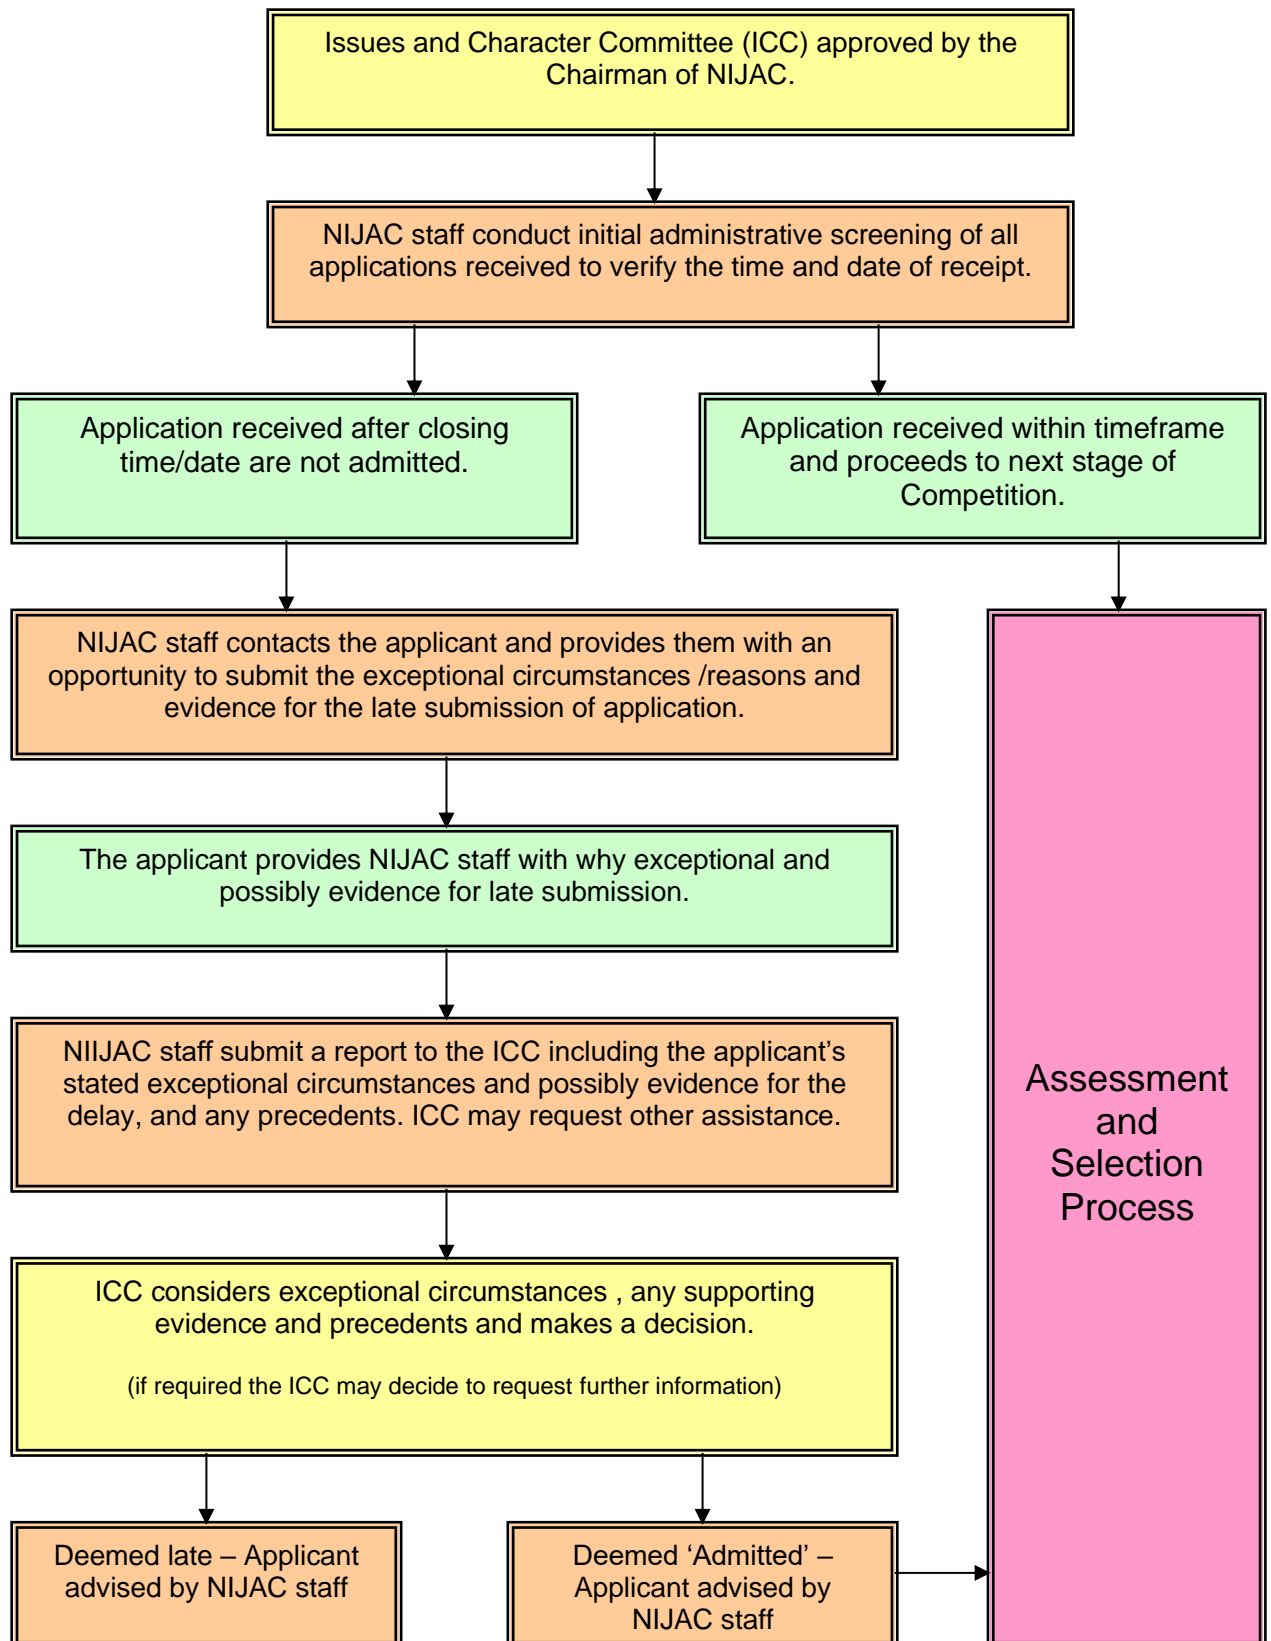 Issues and Character Committee (ICC) approved by the
Chairman of NIJAC.
NIJAC staff conduct initial administrative screening of all
applications received to verify the time and date of receipt.
Application received after closing
time/date are not admitted.
Application received within timeframe
and proceeds to next stage of
Competition.
NIJAC staff contacts the applicant and provides them with an
opportunity to submit the exceptional circumstances /reasons and
evidence for the late submission of application.
The applicant provides NIJAC staff with why exceptional and
possibly evidence for late submission.
NIIJAC staff submit a report to the ICC including the applicant’s
stated exceptional circumstances and possibly evidence for the
delay, and any precedents. ICC may request other assistance.
Assessment
and
Selection
Process
ICC considers exceptional circumstances , any supporting
evidence and precedents and makes a decision.
(if required the ICC may decide to request further information)
Deemed late – Applicant
advised by NIJAC staff
Deemed ‘Admitted’ –
Applicant advised by
NIJAC staff